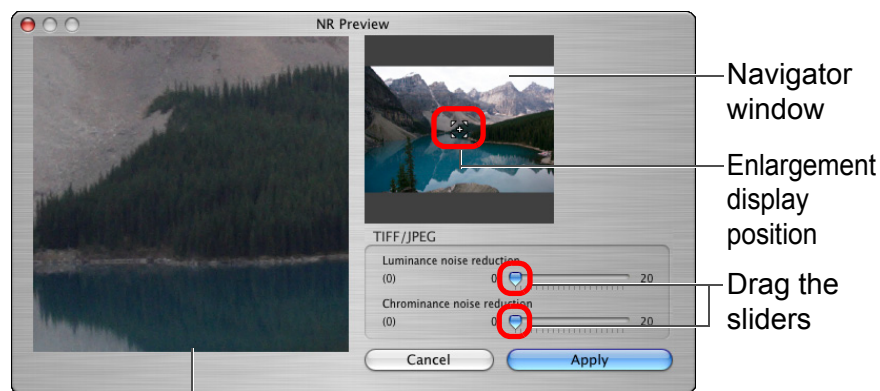 NR Preview
Navigator
window
Enlargement
display
position
TIFF/JPEG
Luminance noise reduction
(0) 0 20
Chrominance noise reduction
(0) 0 20
Drag the
sliders
Cancel Apply